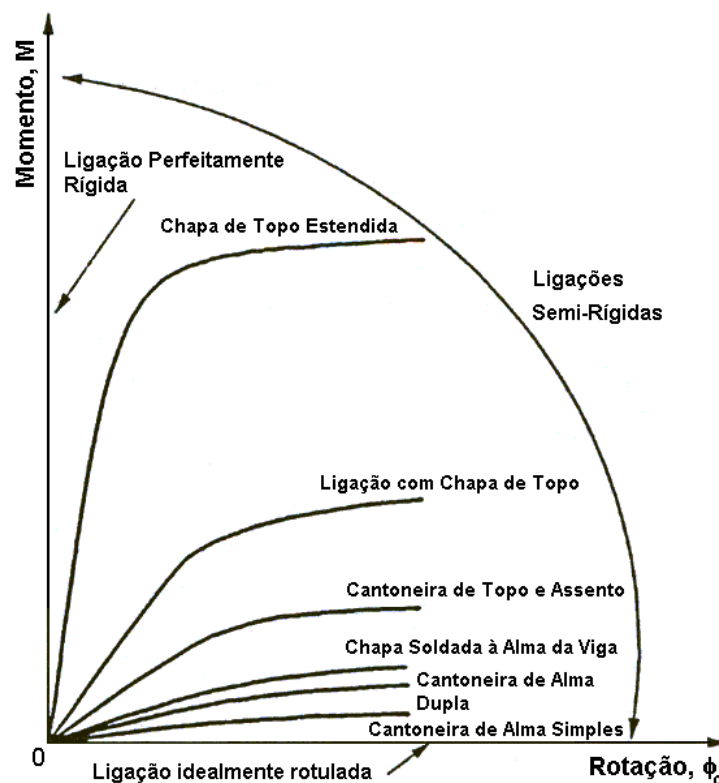 Momento, M
Ligação Perfeitamente
Rígida
Chapa de Topo Estendida
Ligações
Semi-Rígidas
Ligação com Chapa de Topo
Cantoneira de Topo e Assento
Chapa Soldada à Alma da Viga
Cantoneira de Alma
Dupla
Cantoneira de Alma Simples
0
Ligação idealmente rotulada
Rotação, ϕc